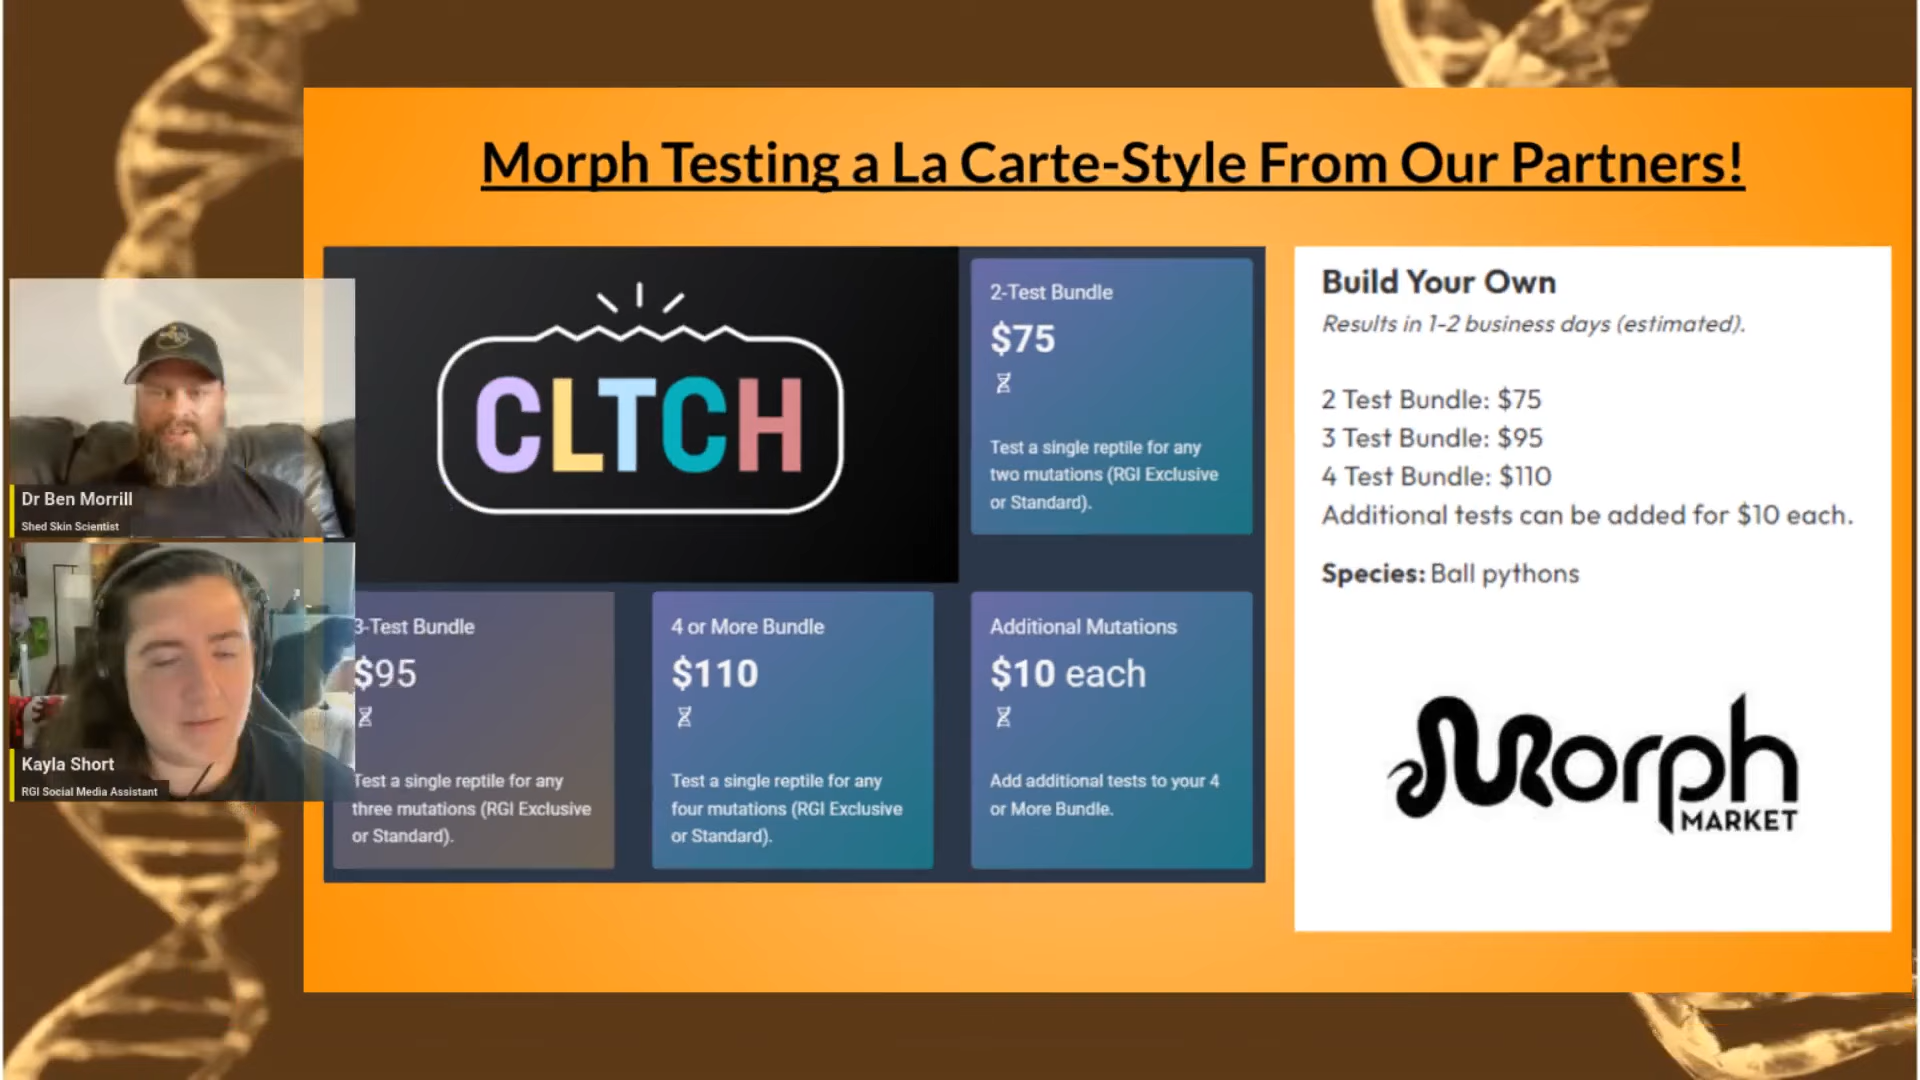 Morph Testing a La Carte-Style From Our Partners!
Dr Ben Morrill
Shed Skin Scientist
Kayla Short
RGI Social Media Assistant
CLTCH
2-Test Bundle
$75
Test a single reptile for any
two mutations (RGI Exclusive
or Standard).
3-Test Bundle
$95
Test a single reptile for any
three mutations (RGI Exclusive
or Standard).
4 or More Bundle
$110
Test a single reptile for any
four mutations (RGI Exclusive
or Standard).
Additional Mutations
$10 each
Add additional tests to your 4
or More Bundle.
Build Your Own
Results in 1-2 business days (estimated).
2 Test Bundle: $75
3 Test Bundle: $95
4 Test Bundle: $110
Additional tests can be added for $10 each.
Species: Ball pythons
Morph
MARKET